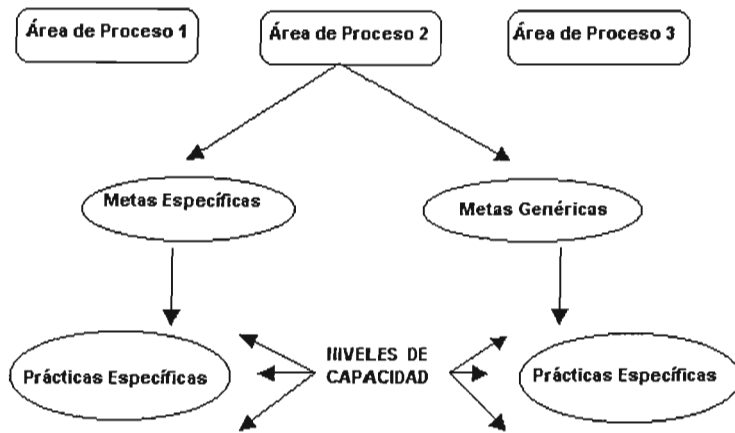 Área de Proceso 1
Área de Proceso 2
Área de Proceso 3
Metas Específicas
Metas Genéricas
NIVELES DE
CAPACIDAD
Prácticas Específicas
Prácticas Específicas